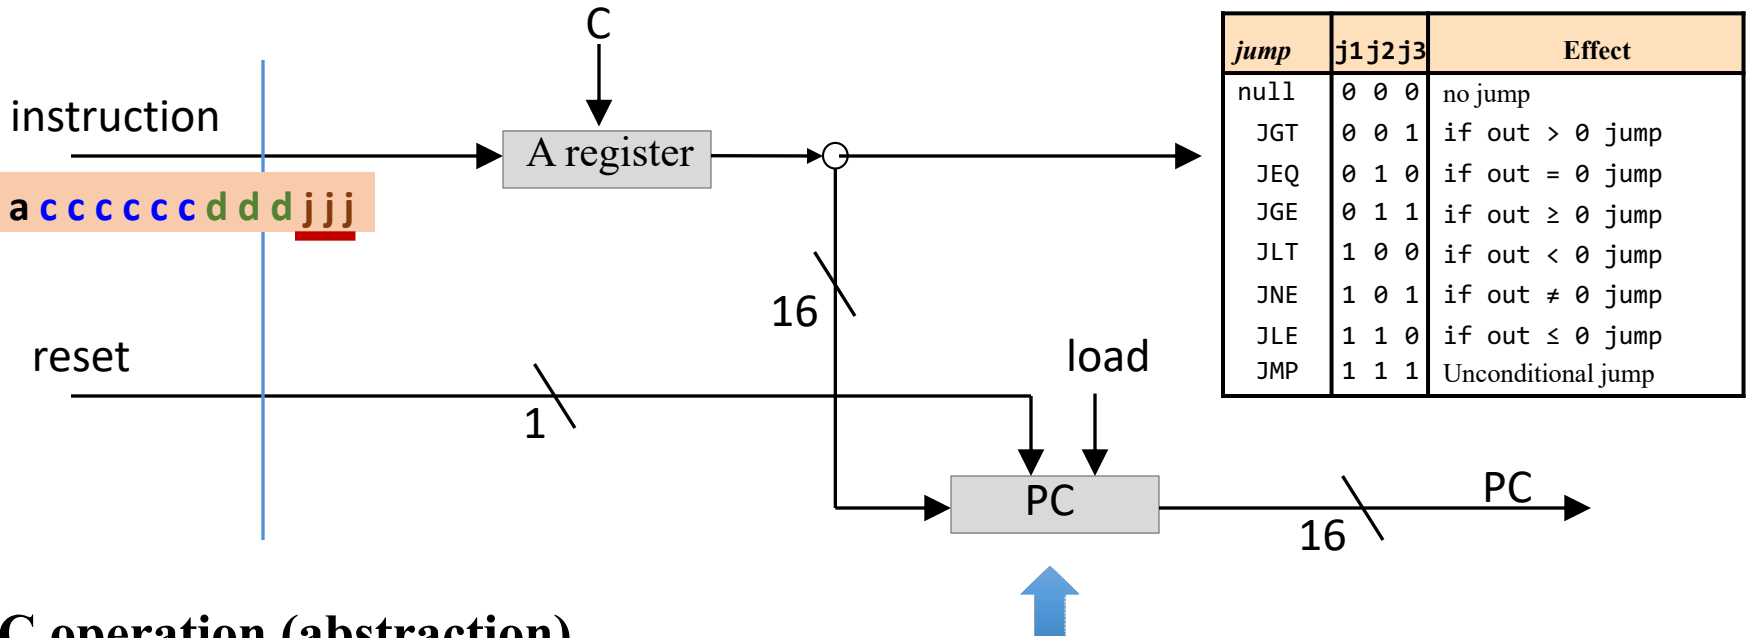 C
instruction
A register
a c c c c c c d d d j j j
16
reset
load
1
PC
PC
16
jump j1 j2 j3 Effect
null 0 0 0 no jump
JGT 0 0 1 if out > 0 jump
JEQ 0 1 0 if out = 0 jump
JGE 0 1 1 if out ≥ 0 jump
JLT 1 0 0 if out < 0 jump
JNE 1 0 1 if out ≠ 0 jump
JLE 1 1 0 if out ≤ 0 jump
JMP 1 1 1 Unconditional jump
C operation (abstraction)